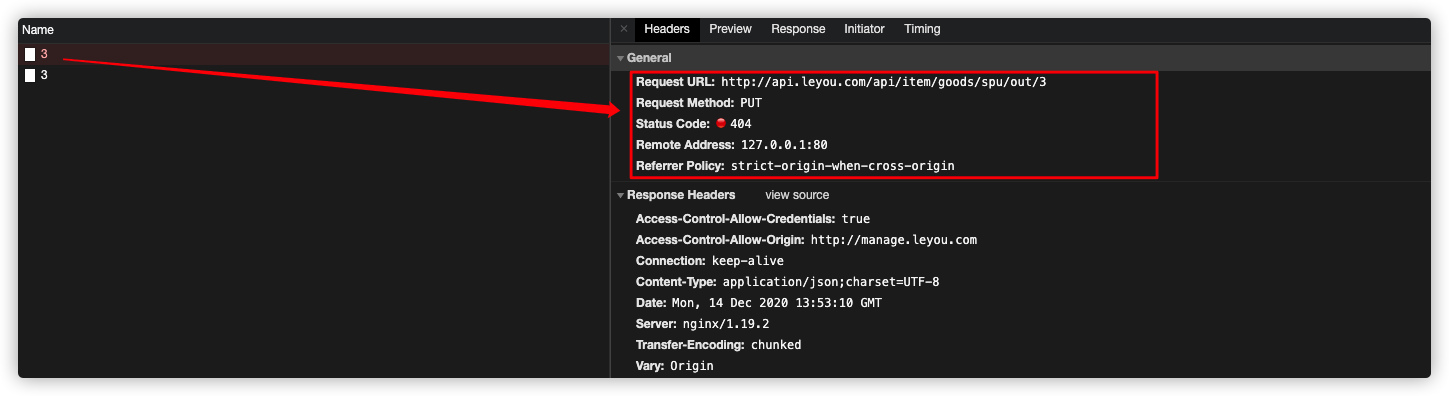 Name
3
3
× Headers Preview Response Initiator Timing
General
Request URL: http://api.leyou.com/api/item/goods/spu/out/3
Request Method: PUT
Status Code: 404
Remote Address: 127.0.0.1:80
Referrer Policy: strict-origin-when-cross-origin
Response Headers view source
Access-Control-Allow-Credentials: true
Access-Control-Allow-Origin: http://manage.leyou.com
Connection: keep-alive
Content-Type: application/json;charset=UTF-8
Date: Mon, 14 Dec 2020 13:53:10 GMT
Server: nginx/1.19.2
Transfer-Encoding: chunked
Vary: Origin